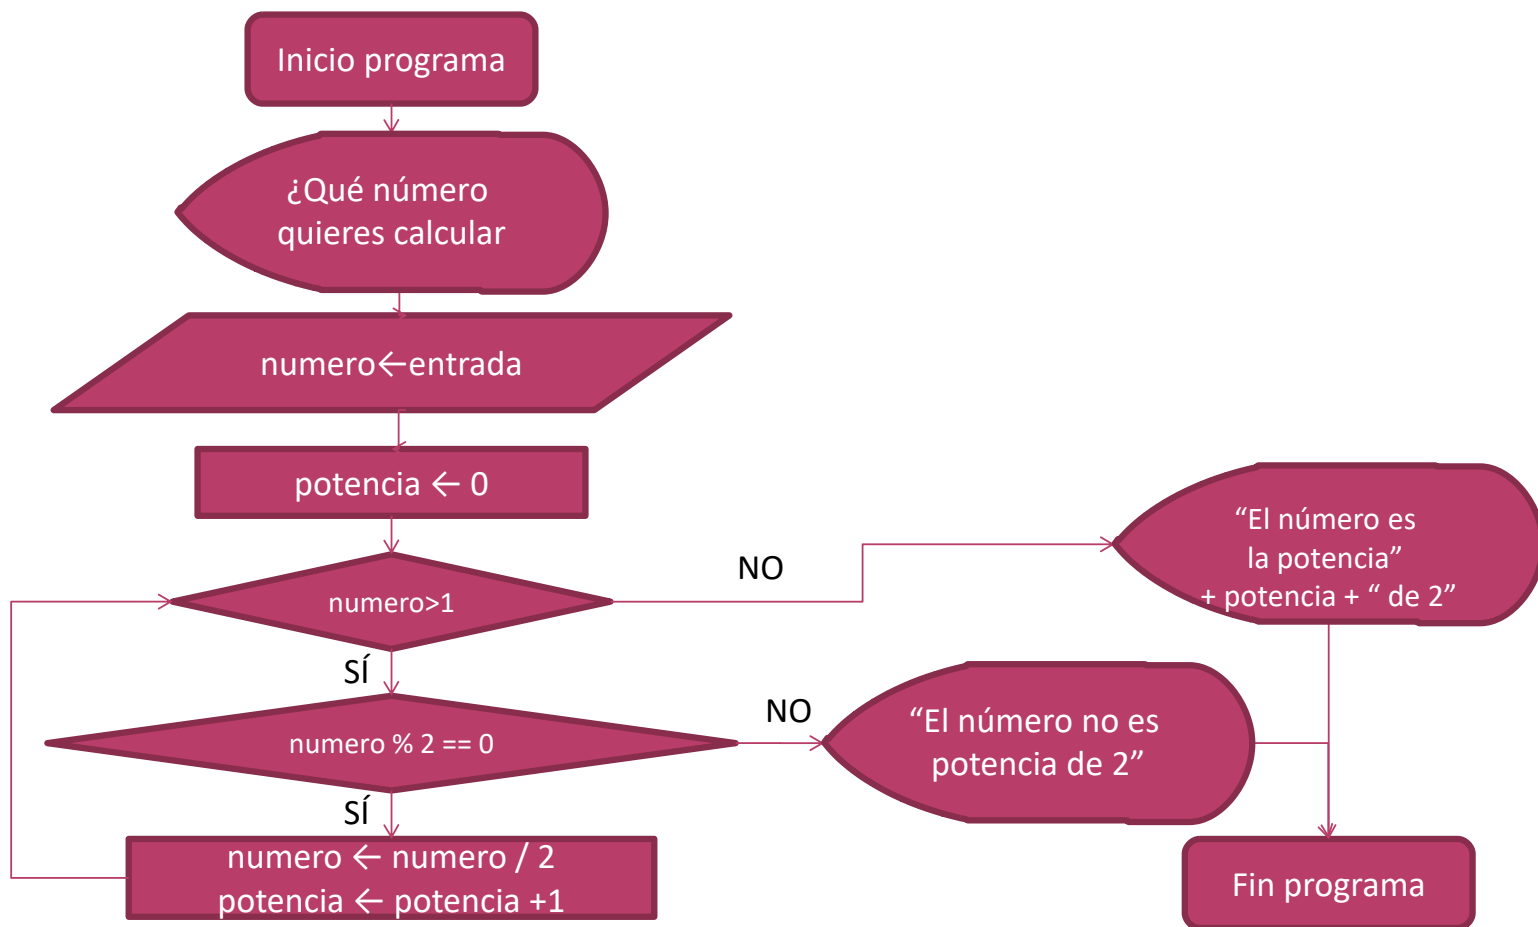 Inicio programa
¿Qué número
quieres calcular
numero←entrada
potencia ← 0
numero>1
NO
“El número es
la potencia”
+ potencia + “ de 2”
SÍ
numero % 2 == 0
NO
“El número no es
potencia de 2”
SÍ
numero ← numero / 2
potencia ← potencia +1
Fin programa